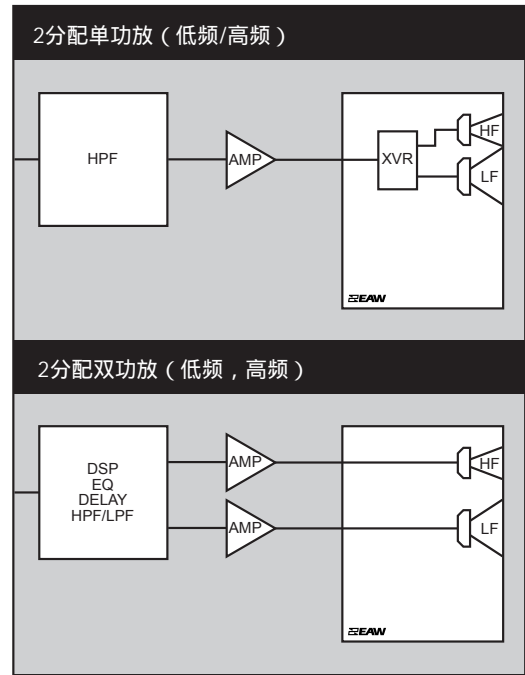 2分配单功放（低频/高频）
HPF
AMP
XVR
HF
LF
EAW
2分配双功放（低频，高频）
DSP
EQ
DELAY
HPF/LPF
AMP
AMP
HF
LF
EAW